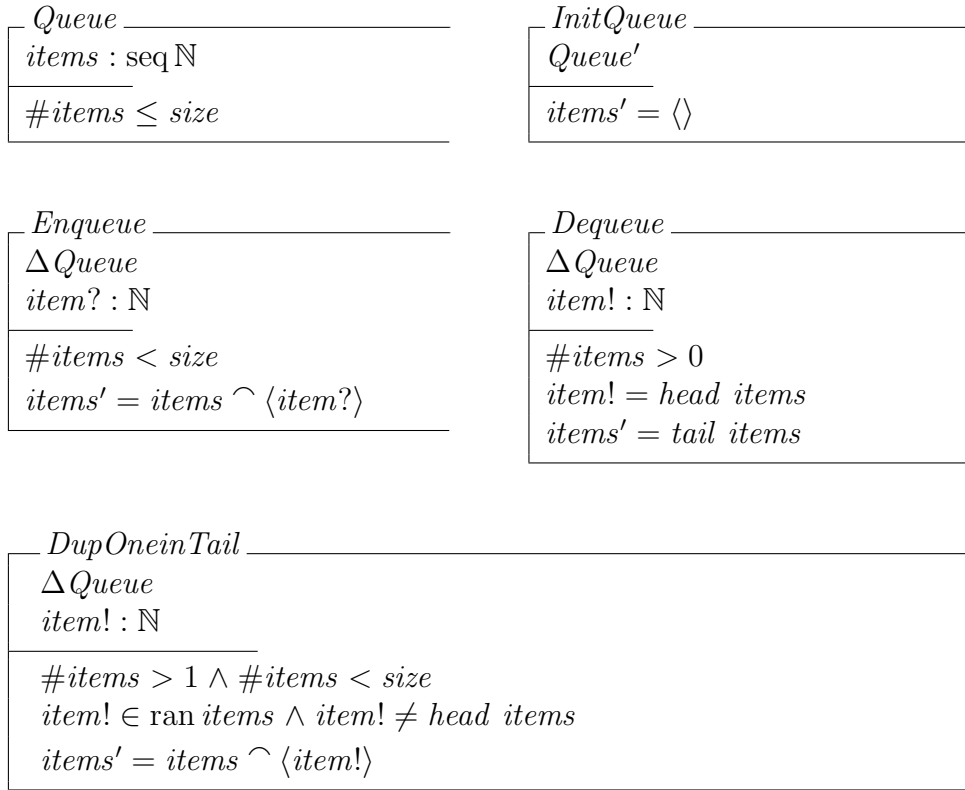 Queue
items : seq ℕ
#items ≤ size
InitQueue
Queue′
items′ = ⟨⟩
Enqueue
ΔQueue
item? : ℕ
#items < size
items′ = items ⌢ ⟨item?⟩
Dequeue
ΔQueue
item! : ℕ
#items > 0
item! = head items
items′ = tail items
DupOneinTail
ΔQueue
item! : ℕ
#items > 1 ∧ #items < size
item! ∈ ran items ∧ item! ≠ head items
items′ = items ⌢ ⟨item!⟩